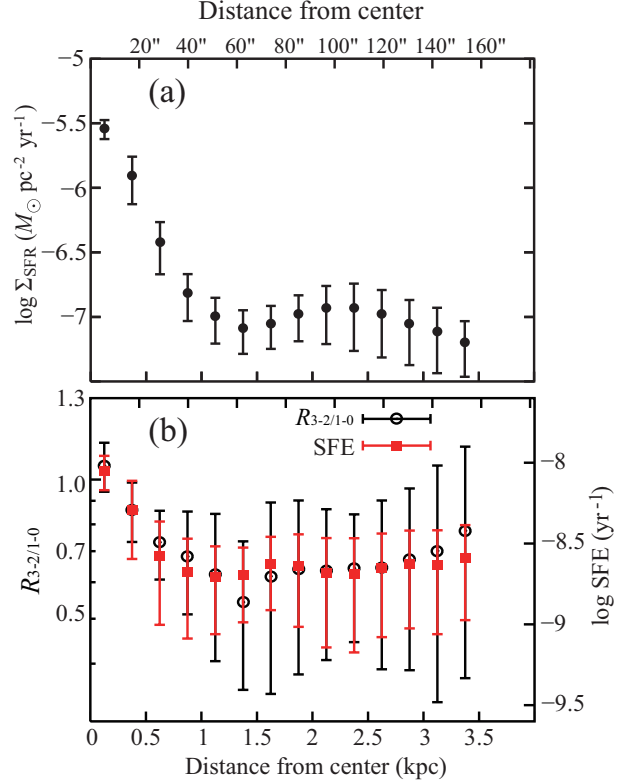 Distance from center
20" 40" 60" 80" 100" 120" 140" 160"
(a)
log Σ_SFR (M_⊙ pc^-2 yr^-1)
−5
−5.5
−6
−6.5
−7
(b)
R_3-2/1-0
SFE
R_3-2/1-0
1.3
1.0
0.7
0.5
log SFE (yr^-1)
−8
−8.5
−9
−9.5
0 0.5 1 1.5 2 2.5 3 3.5
Distance from center (kpc)